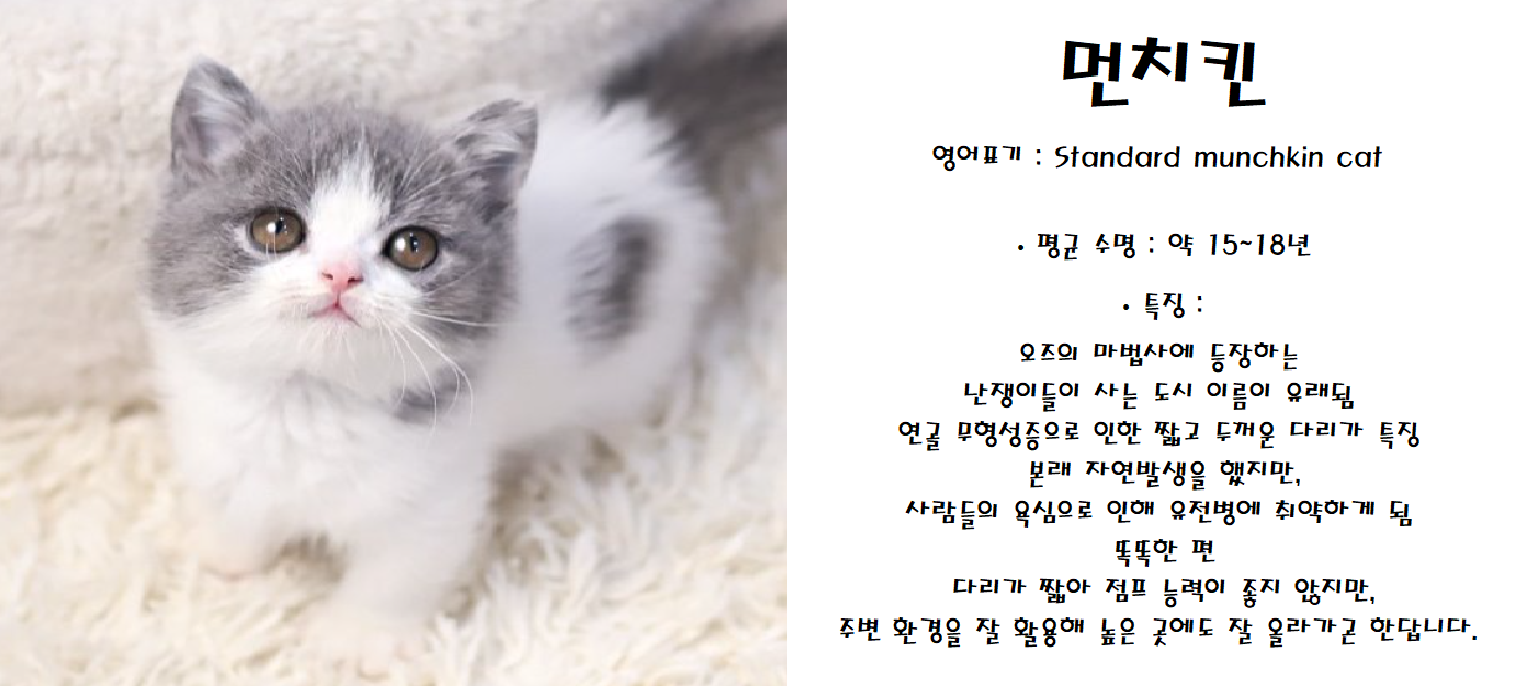 먼치킨
영어표기 : Standard munchkin cat
• 평균 수명 : 약 15~18년
• 특징 :
오즈의 마법사에 등장하는
난쟁이들이 사는 도시 이름이 유래됨
연골 무형성증으로 인한 짧고 두꺼운 다리가 특징
본래 자연발생을 했지만,
사람들의 욕심으로 인해 유전병에 취약하게 됨
똑똑한 편
다리가 짧아 점프 능력이 좋지 않지만,
주변 환경을 잘 활용해 높은 곳에도 잘 올라가곤 한답니다.